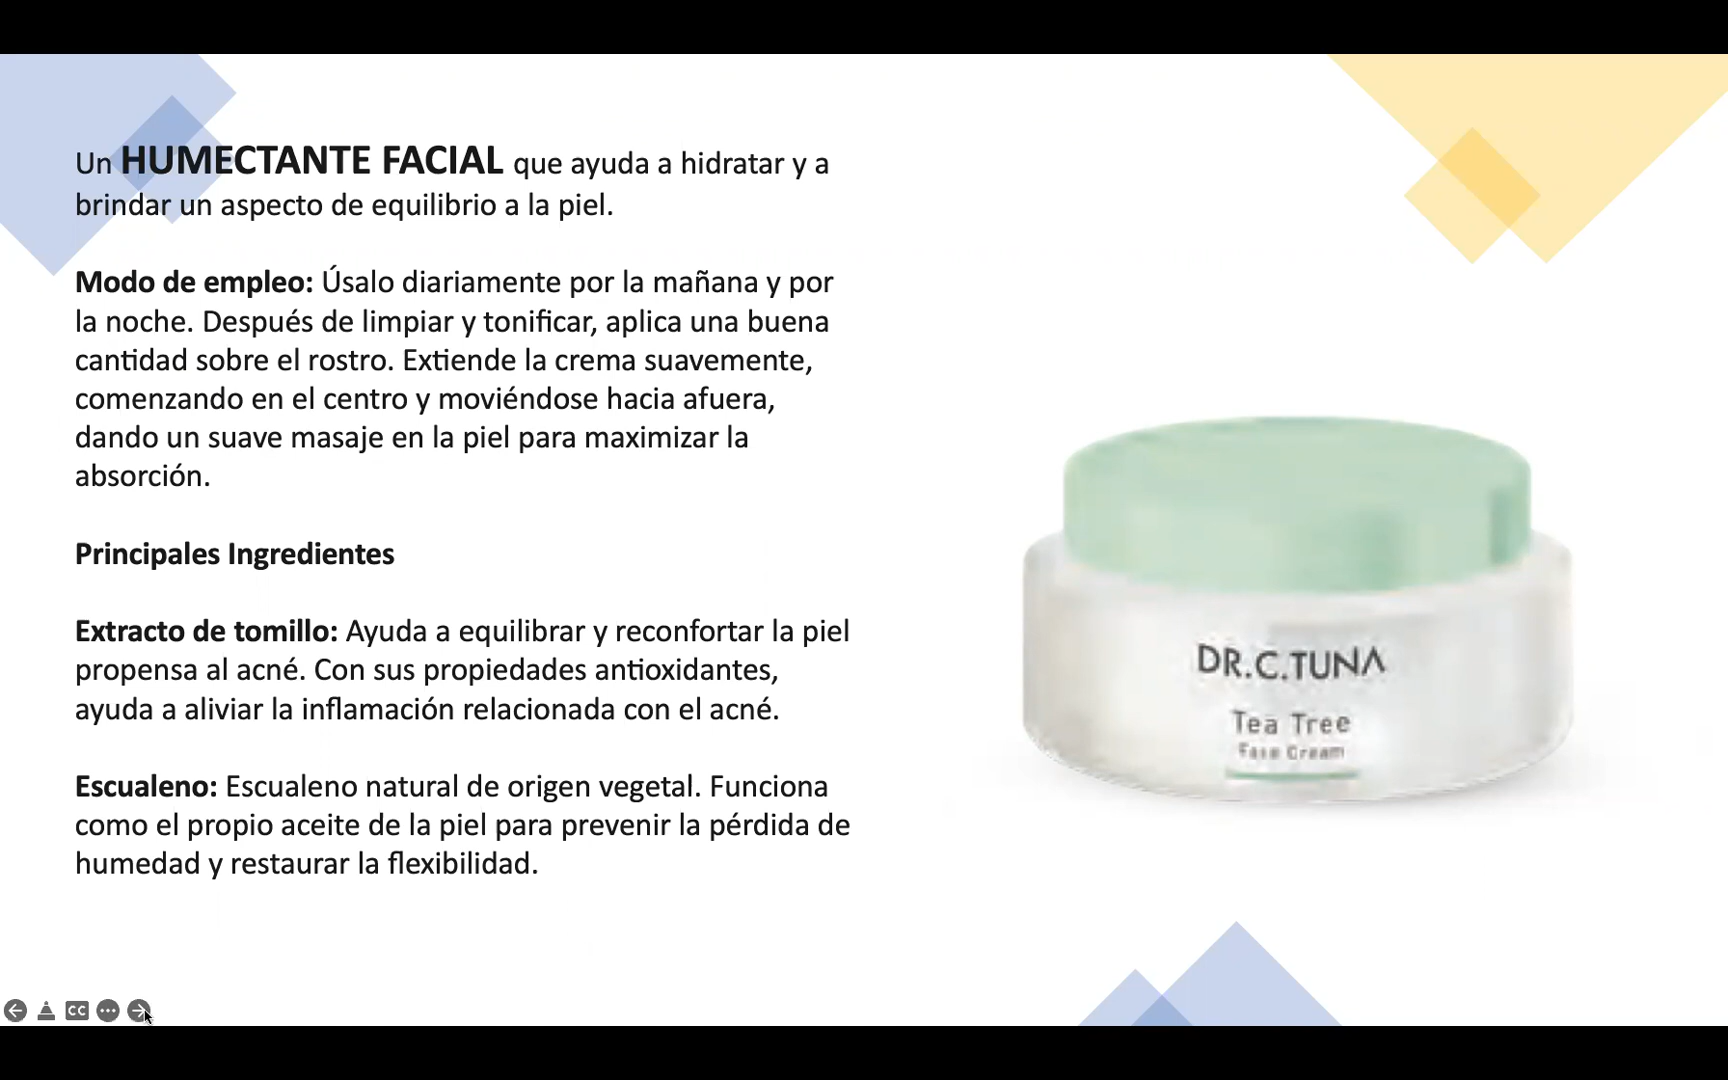 Un HUMECTANTE FACIAL que ayuda a hidratar y a
brindar un aspecto de equilibrio a la piel.
Modo de empleo: Úsalo diariamente por la mañana y por
la noche. Después de limpiar y tonificar, aplica una buena
cantidad sobre el rostro. Extiende la crema suavemente,
comenzando en el centro y moviéndose hacia afuera,
dando un suave masaje en la piel para maximizar la
absorción.
Principales Ingredientes
Extracto de tomillo: Ayuda a equilibrar y reconfortar la piel
propensa al acné. Con sus propiedades antioxidantes,
ayuda a aliviar la inflamación relacionada con el acné.
Escualeno: Escualeno natural de origen vegetal. Funciona
como el propio aceite de la piel para prevenir la pérdida de
humedad y restaurar la flexibilidad.
DR.C.TUNA
Tea Tree
Face Cream
CC